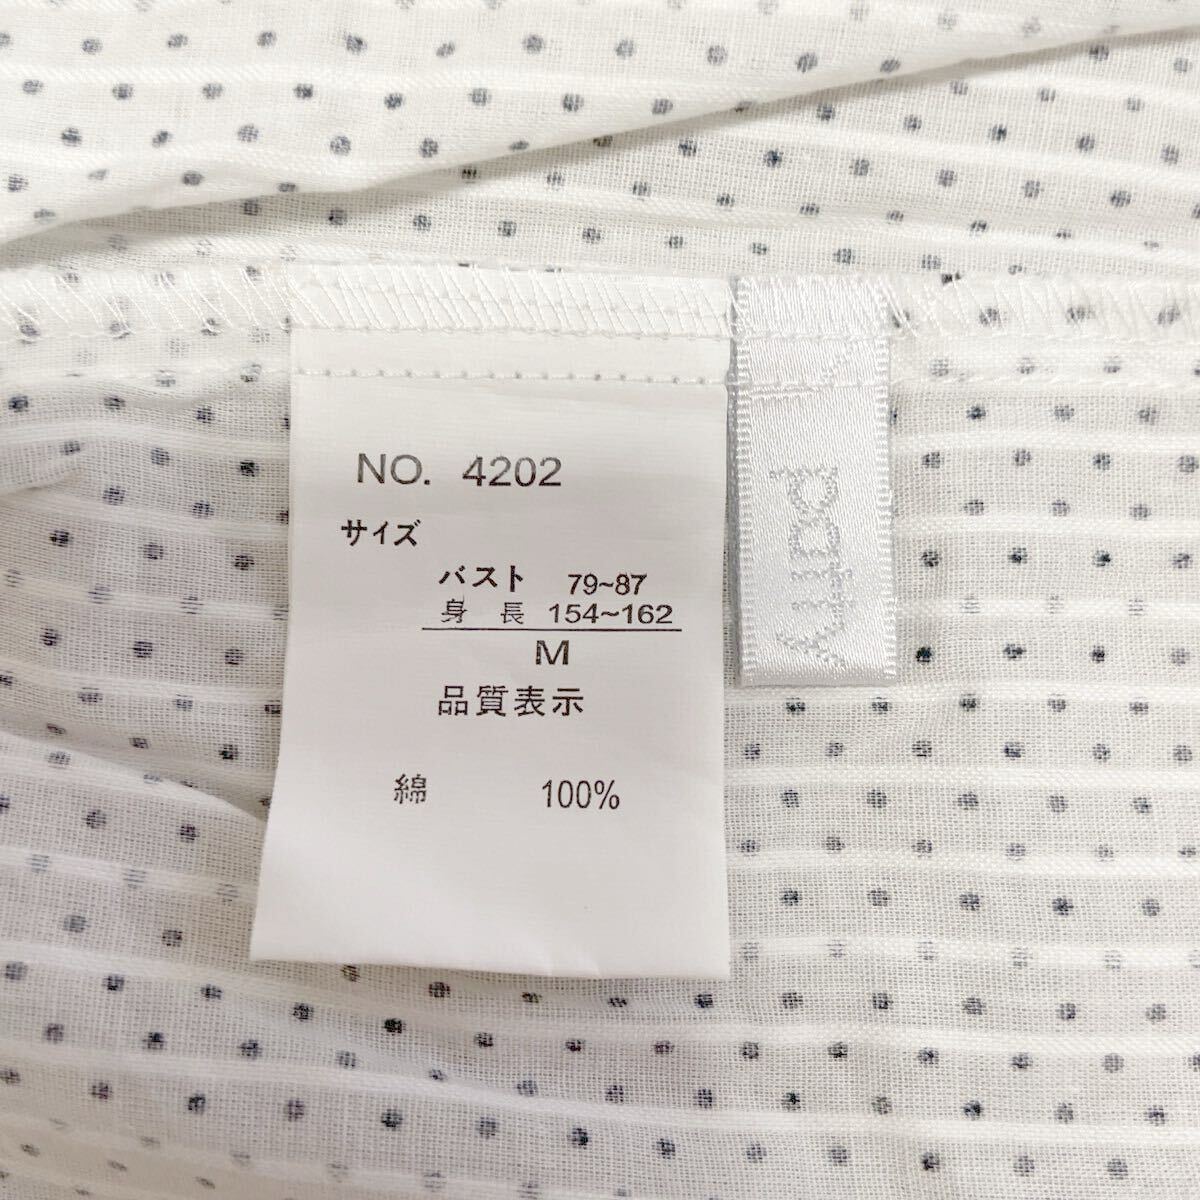 NO. 4202
サイズ
バスト 79~87
身長 154~162
M
品質表示
綿 100%